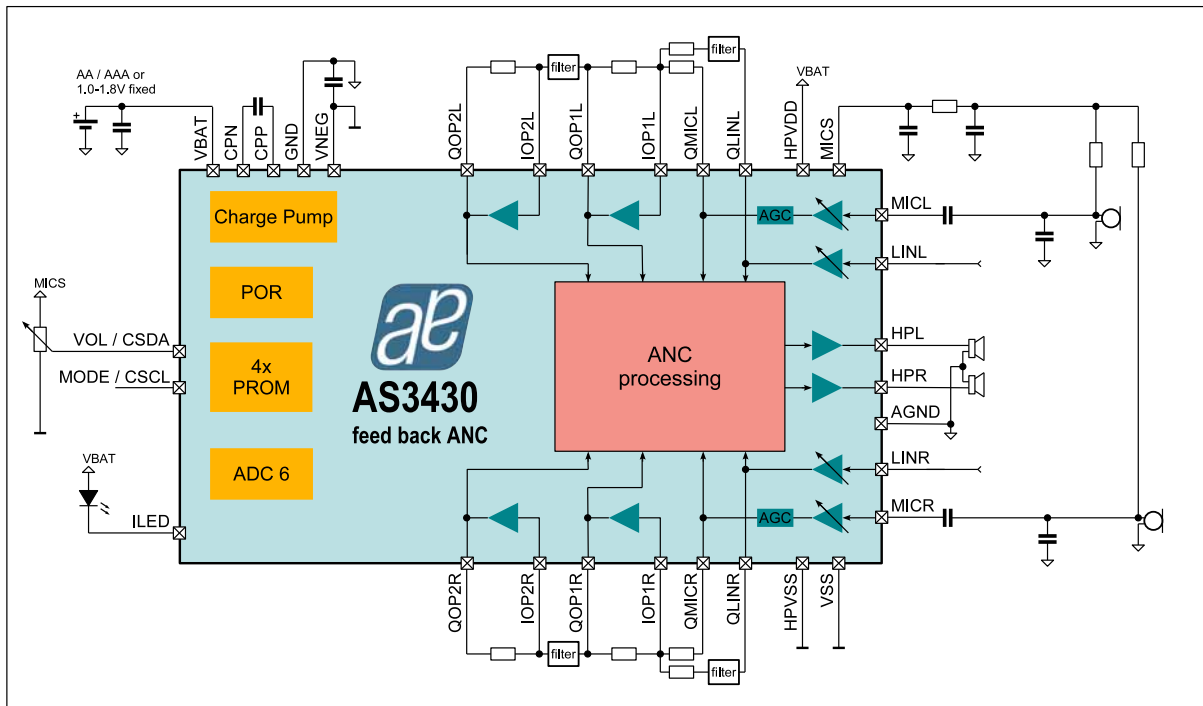 AA / AAA or
1.0-1.8V fixed
VBAT
CPN
CPP
GND
VNEG
QOP2L
IOP2L
QOP1L
IOP1L
QMICL
QLINL
HPVDD
MICS
filter
filter
VBAT
Charge Pump
POR
4x
PROM
ADC 6
MICS
VOL / CSDA
MODE / CSCL
VBAT
ILED
ae
AS3430
feed back ANC
ANC
processing
AGC
AGC
MICL
LINL
HPL
HPR
AGND
LINR
MICR
QOP2R
IOP2R
QOP1R
IOP1R
QMICR
QLINR
HPVSS
VSS
filter
filter